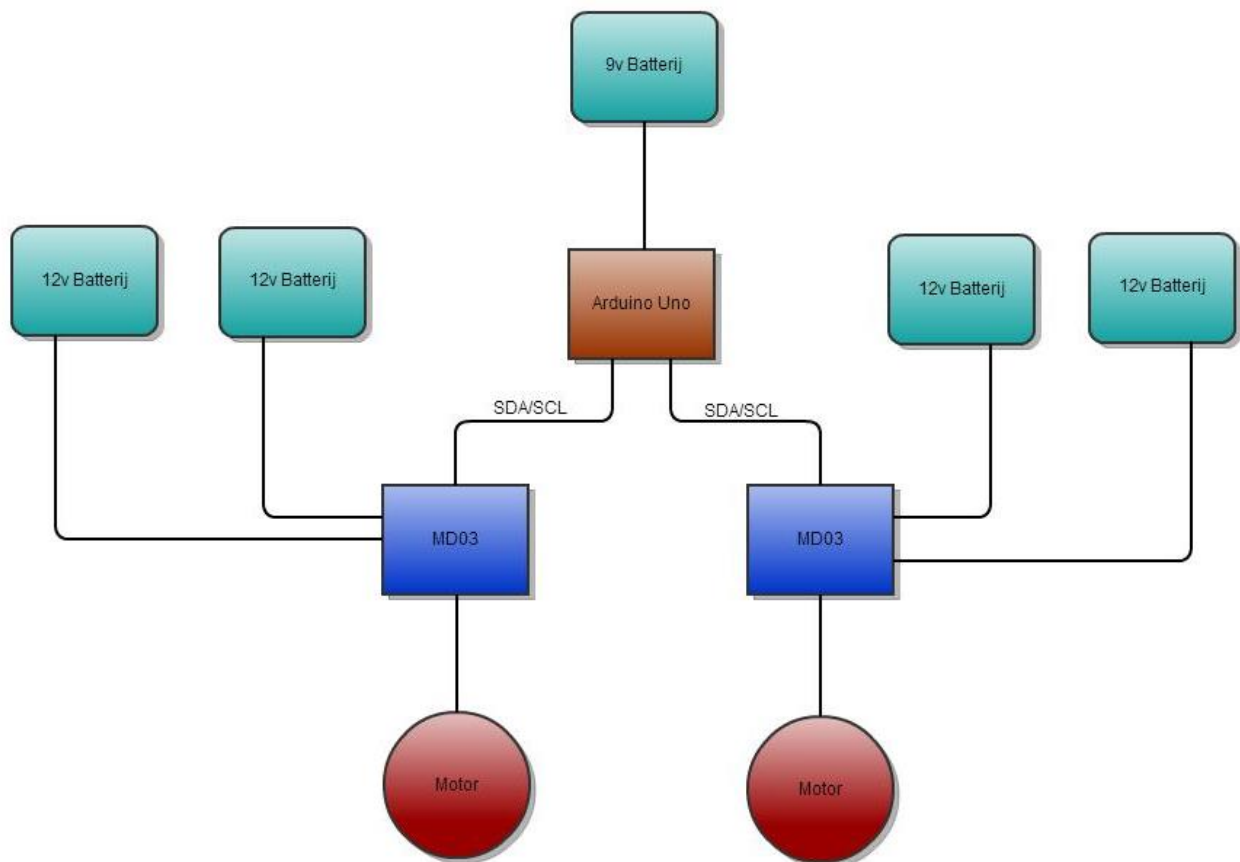 9v Batterij
12v Batterij
12v Batterij
Arduino Uno
12v Batterij
12v Batterij
SDA/SCL
SDA/SCL
MD03
MD03
Motor
Motor